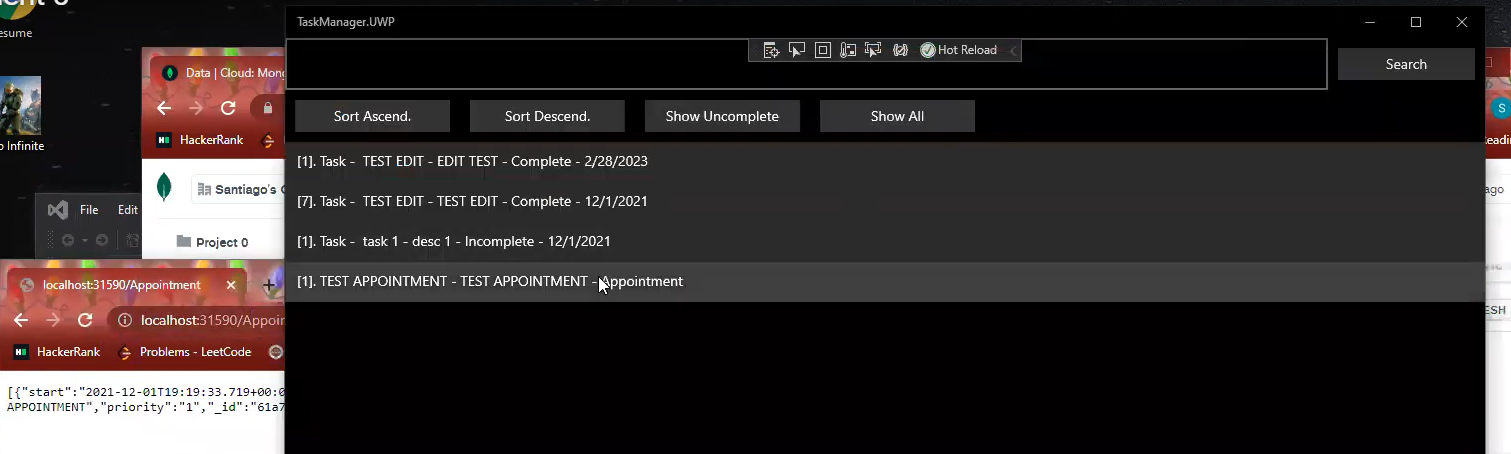 TaskManager.UWP
Hot Reload
Search
Sort Ascend.
Sort Descend.
Show Uncomplete
Show All
[1]. Task -  TEST EDIT - EDIT TEST - Complete - 2/28/2023
[7]. Task -  TEST EDIT - TEST EDIT - Complete - 12/1/2021
[1]. Task -  task 1 - desc 1 - Incomplete - 12/1/2021
[1]. TEST APPOINTMENT - TEST APPOINTMENT - Appointment
esume
Infinite
Data | Cloud: Mong
HackerRank
Santiago's
File Edit
Project 0
localhost:31590/Appointment
localhost:31590/Appoin
HackerRank
Problems - LeetCode
[{"start":"2021-12-01T19:19:33.719+00:0
APPOINTMENT","priority":"1","_id":"61a7
S
eadin
ago
ESH